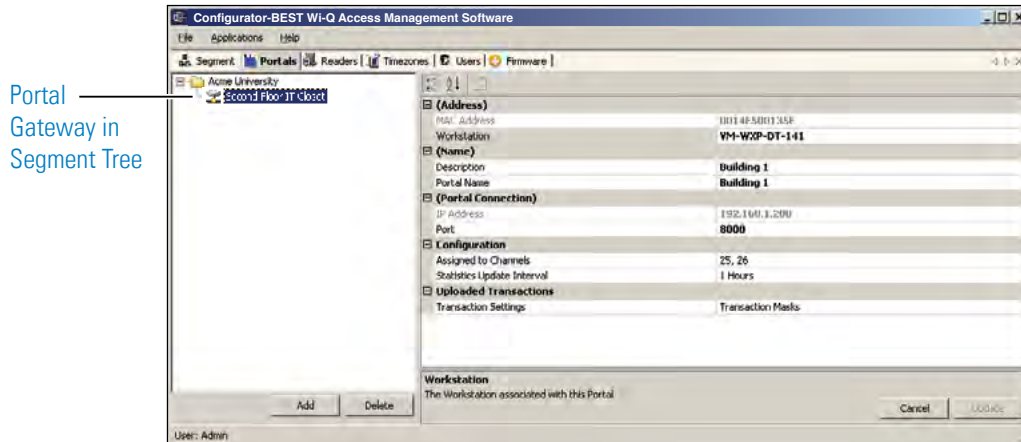 Configurator-BEST Wi-Q Access Management Software
File Applications Help
Segment Portals Readers Timezones Users Firmware
Portal
Gateway in
Segment Tree
Acme University
Second Floor IT Closet
(Address)
MAC Address 0014F500135F
Workstation VM-WXP-DT-141
(Name)
Description Building 1
Portal Name Building 1
(Portal Connection)
IP Address 192.160.1.200
Port 8000
Configuration
Assigned to Channels 25, 26
Statistics Update Interval 1 Hours
Uploaded Transactions
Transaction Settings Transaction Masks
Workstation
The Workstation associated with this Portal
Add Delete
Cancel Update
User: Admin